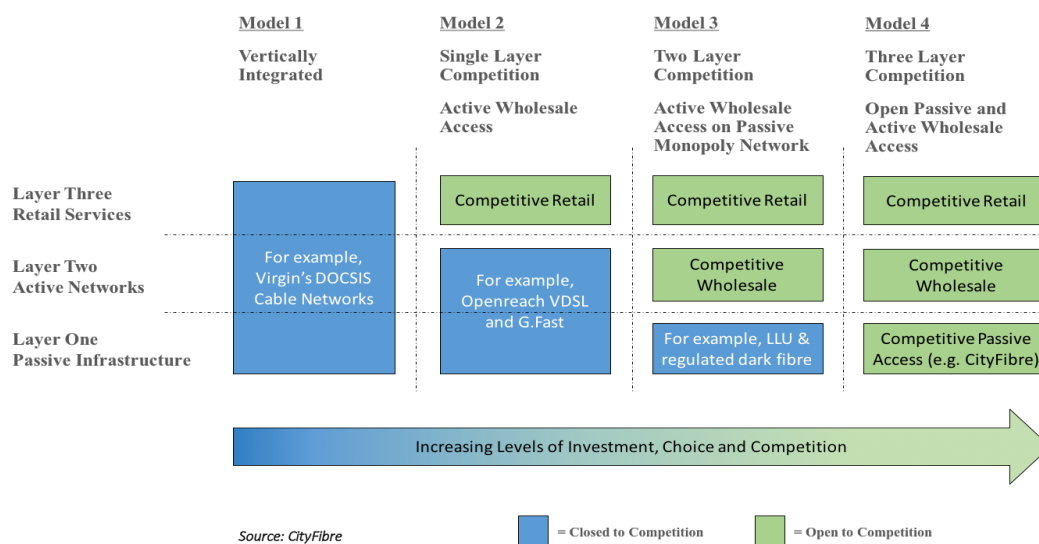 Model 1
Vertically
Integrated
Model 2
Single Layer
Competition
Active Wholesale
Access
Model 3
Two Layer
Competition
Active Wholesale
Access on Passive
Monopoly Network
Model 4
Three Layer
Competition
Open Passive and
Active Wholesale
Access
Layer Three
Retail Services
Competitive Retail
Competitive Retail
Competitive Retail
Layer Two
Active Networks
For example,
Virgin's DOCSIS
Cable Networks
For example,
Openreach VDSL
and G.Fast
Competitive
Wholesale
Competitive
Wholesale
Layer One
Passive Infrastructure
For example, LLU &
regulated dark fibre
Competitive Passive
Access (e.g. CityFibre)
Increasing Levels of Investment, Choice and Competition
Source: CityFibre
= Closed to Competition
= Open to Competition